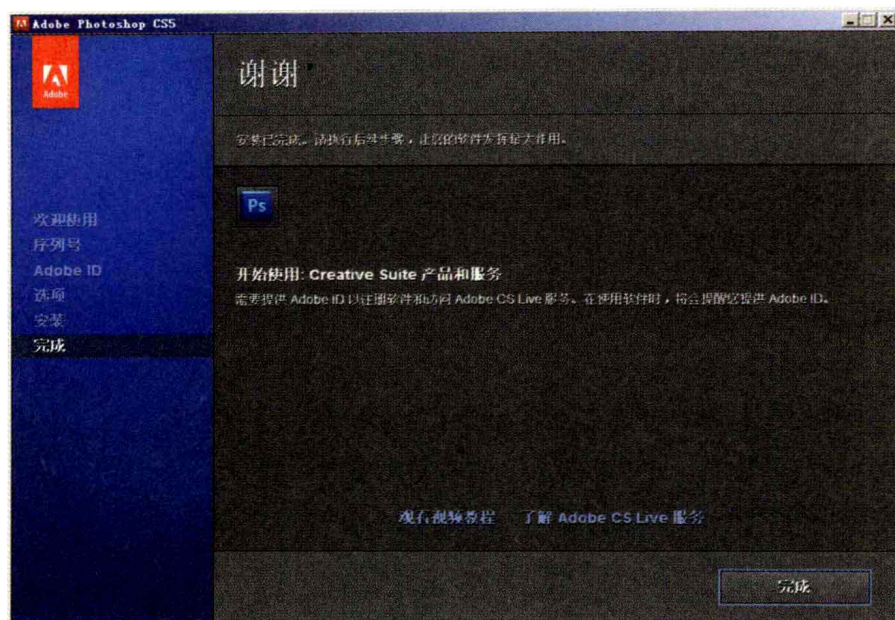 Adobe Photoshop CS5
Adobe
谢谢
安装已完成。请执行后续步骤，让您的软件发挥最大作用。
Ps
欢迎使用
序列号
Adobe ID
选项
安装
完成
开始使用: Creative Suite 产品和服务
需要提供 Adobe ID 以注册软件和访问 Adobe CS Live 服务。在使用软件时，将会提醒您提供 Adobe ID。
观看视频教程 了解 Adobe CS Live 服务
完成